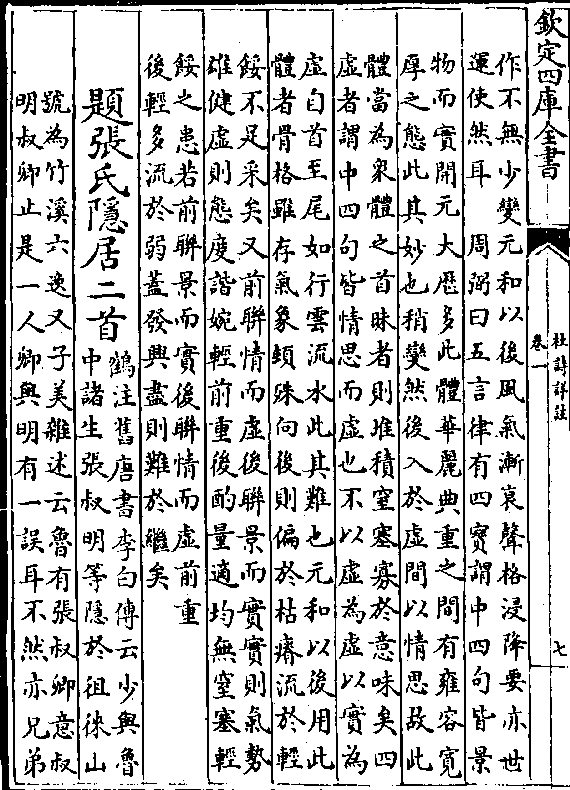 欽定四庫全書
杜詩詳註
卷一
七
作不無少變元和以後風氣漸衰聲格浸降要亦世
運使然耳 周弼曰五言律有四實謂中四句皆景
物而實開元大歷多此體華麗典重之間有雍容寬
厚之態此其妙也稍變然後入於虛間以情思故此
體當為衆體之首昧者則堆積窒塞寡於意味矣四
虛者謂中四句皆情思而虛也不以虛為虛以實為
虛自首至尾如行雲流水此其難也元和以後用此
體者骨格雖存氣象頓殊向後則偏於枯瘠流於輕
餒不足采矣又前聯情而虛後聯景而實實則氣勢
雄健虛則態度諧婉輕前重後酌量適均無窒塞輕
餒之患若前聯景而實後聯情而虛前重
後輕多流於弱蓋發興盡則難於繼矣
題張氏隱居二首
鶴注舊唐書李白傳云少與魯
中諸生張叔明等隱於徂徠山
號為竹溪六逸又子美雜述云魯有張叔卿意叔
明叔卿止是一人卿與明有一誤耳不然亦兄弟